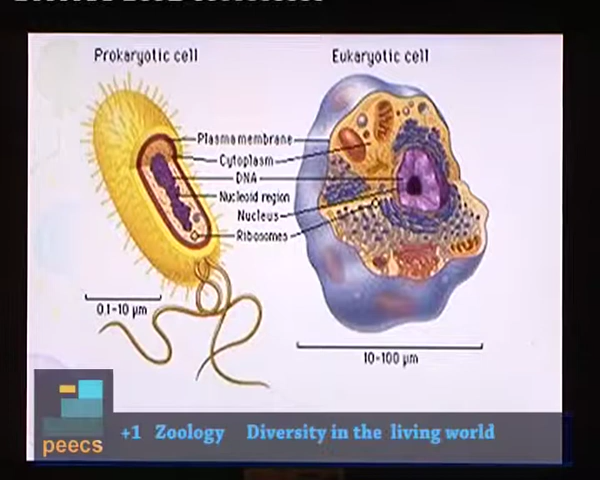 Prokaryotic cell
Eukaryotic cell
Plasma membrane
Cytoplasm
DNA
Nucleoid region
Nucleus
Ribosomes
0.1-10 µm
10-100 µm
peecs
+1 Zoology Diversity in the living world